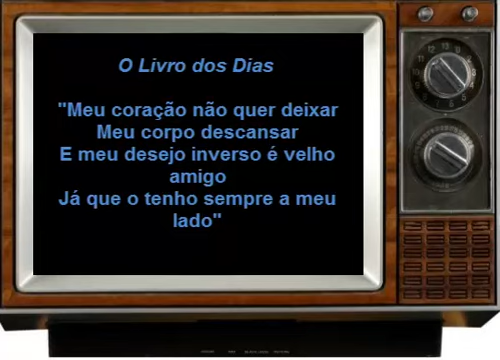 O Livro dos Dias
"Meu coração não quer deixar
Meu corpo descansar
E meu desejo inverso é velho
amigo
Já que o tenho sempre a meu
lado"